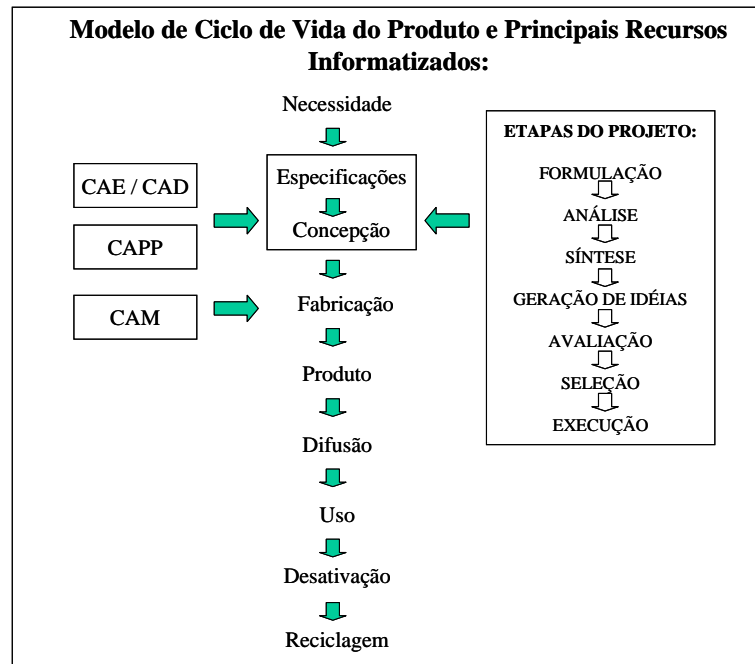 Modelo de Ciclo de Vida do Produto e Principais Recursos
Informatizados:
Necessidade
Especificações
Concepção
Fabricação
Produto
Difusão
Uso
Desativação
Reciclagem
CAE / CAD
CAPP
CAM
ETAPAS DO PROJETO:
FORMULAÇÃO
ANÁLISE
SÍNTESE
GERAÇÃO DE IDÉIAS
AVALIAÇÃO
SELEÇÃO
EXECUÇÃO